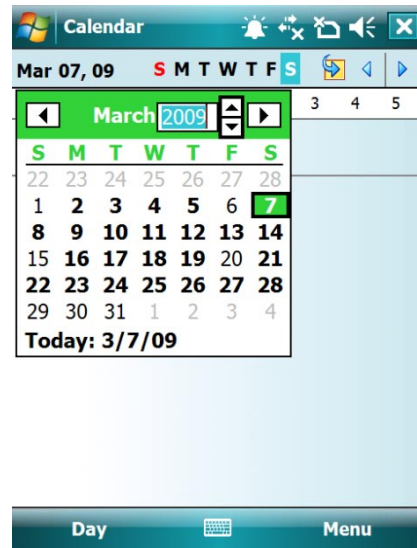 Calendar
Mar 07, 09 S M T W T F S
3 4 5
March 2009
S M T W T F S
22 23 24 25 26 27 28
1 2 3 4 5 6 7
8 9 10 11 12 13 14
15 16 17 18 19 20 21
22 23 24 25 26 27 28
29 30 31 1 2 3 4
Today: 3/7/09
Day Menu